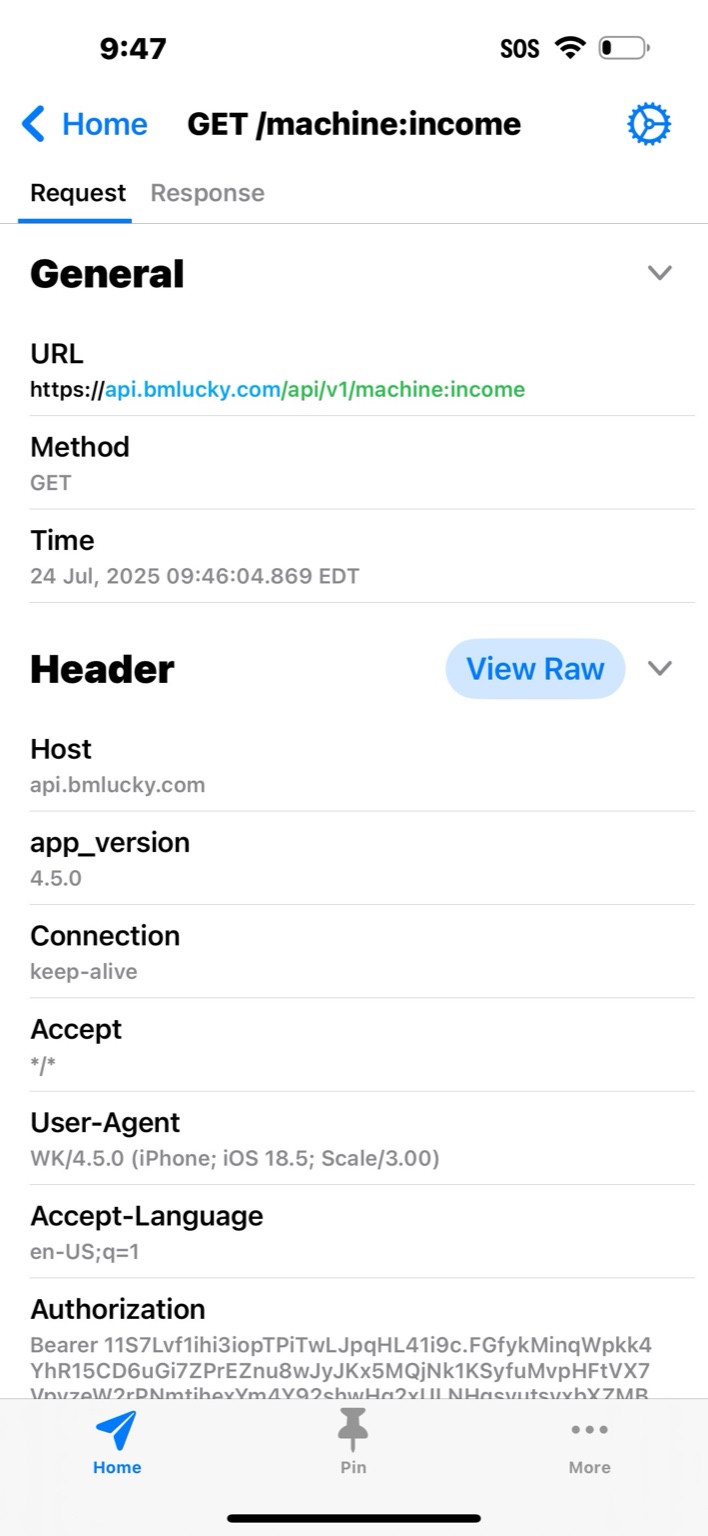 9:47 SOS
Home GET /machine:income
Request Response
General
URL
https://api.bmlucky.com/api/v1/machine:income
Method
GET
Time
24 Jul, 2025 09:46:04.869 EDT
Header View Raw
Host
api.bmlucky.com
app_version
4.5.0
Connection
keep-alive
Accept
*/*
User-Agent
WK/4.5.0 (iPhone; iOS 18.5; Scale/3.00)
Accept-Language
en-US;q=1
Authorization
Bearer 11S7Lvf1ihi3iopTPiTwLJpqHL41i9c.FGfykMinqWpkk4
YhR15CD6uGi7ZPrEZnu8wJyJKx5MQjNk1KSyfuMvpHFtVX7
Home Pin More